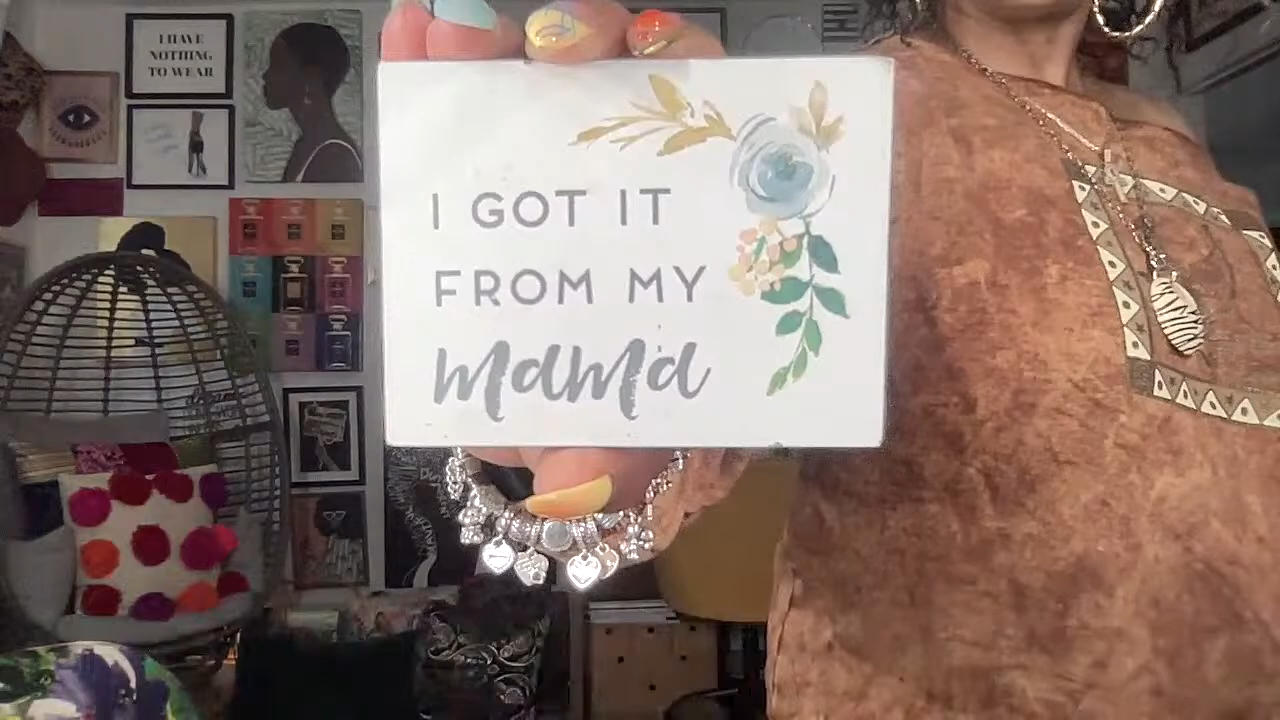 I HAVE
NOTHING
TO WEAR
I GOT IT
FROM MY
mama